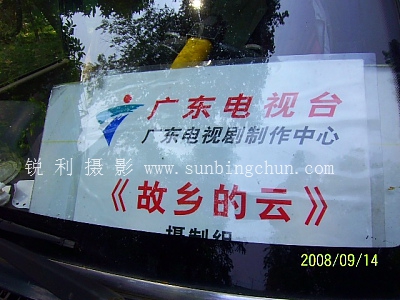 广东电视台
广东电视剧制作中心
锐利摄影 www.sunbingchun.com
《故乡的云》
摄制组
2008/09/14